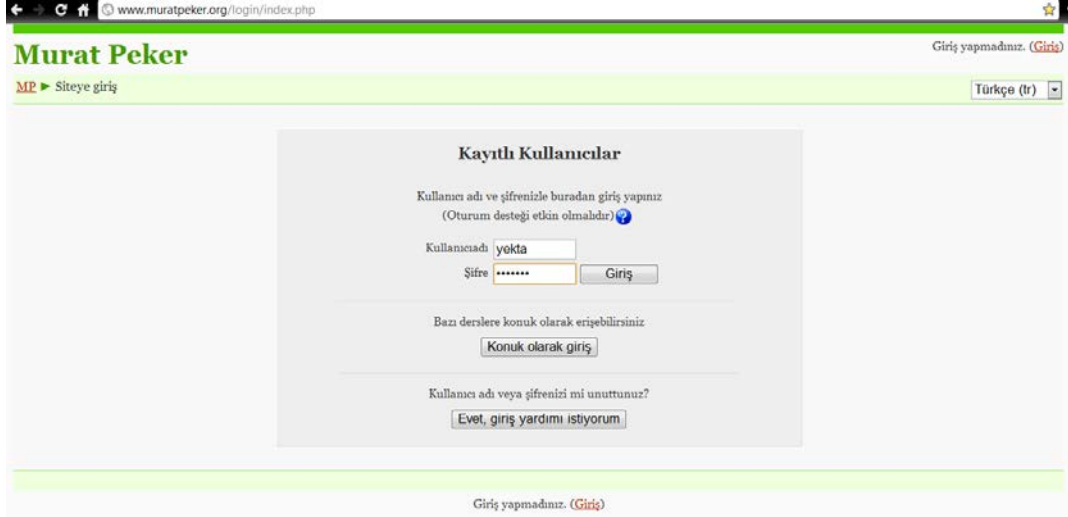 www.muratpeker.org/login/index.php
Murat Peker
Giriş yapmadınız. (Giriş)
MP ► Siteye giriş
Türkçe (tr)
Kayıtlı Kullanıcılar
Kullanıcı adı ve şifrenizle buradan giriş yapınız
(Oturum desteği etkin olmalıdır)
Kullanıcıadı yekta
Şifre ••••••• Giriş
Bazı derslere konuk olarak erişebilirsiniz
Konuk olarak giriş
Kullanıcı adı veya şifrenizi mi unuttunuz?
Evet, giriş yardımı istiyorum
Giriş yapmadınız. (Giriş)